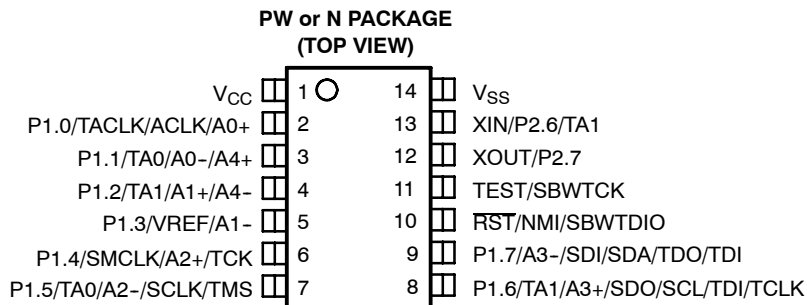 PW or N PACKAGE
(TOP VIEW)
VCC 1 14 VSS
P1.0/TACLK/ACLK/A0+ 2 13 XIN/P2.6/TA1
P1.1/TA0/A0-/A4+ 3 12 XOUT/P2.7
P1.2/TA1/A1+/A4- 4 11 TEST/SBWTCK
P1.3/VREF/A1- 5 10 RST/NMI/SBWTDIO
P1.4/SMCLK/A2+/TCK 6 9 P1.7/A3-/SDI/SDA/TDO/TDI
P1.5/TA0/A2-/SCLK/TMS 7 8 P1.6/TA1/A3+/SDO/SCL/TDI/TCLK